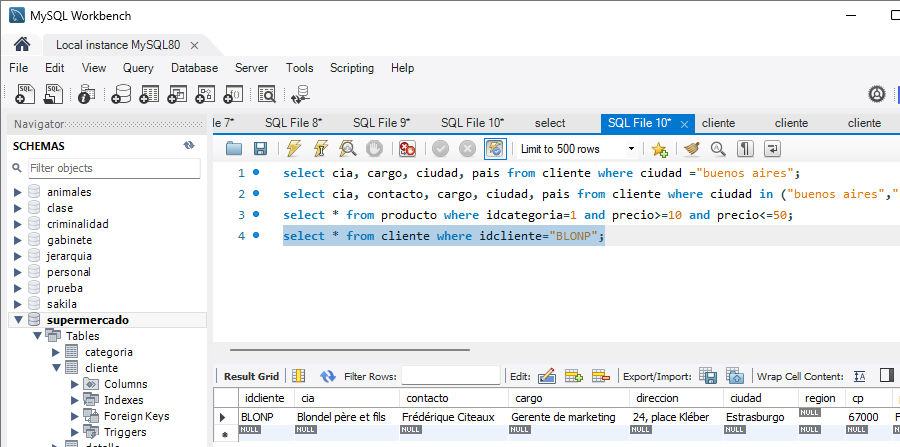 MySQL Workbench
Local instance MySQL80
File Edit View Query Database Server Tools Scripting Help
Navigator
SCHEMAS
Filter objects
animales
clase
criminalidad
gabinete
jerarquia
personal
prueba
sakila
supermercado
Tables
categoria
cliente
Columns
Indexes
Foreign Keys
Triggers
le 7* SQL File 8* SQL File 9* SQL File 10* select SQL File 10* cliente cliente cliente
Limit to 500 rows
1 select cia, cargo, ciudad, pais from cliente where ciudad ="buenos aires";
2 select cia, contacto, cargo, ciudad, pais from cliente where ciudad in ("buenos aires","
3 select * from producto where idcategoria=1 and precio>=10 and precio<=50;
4 select * from cliente where idcliente="BLONP";
Result Grid Filter Rows: Edit: Export/Import: Wrap Cell Content:
idcliente cia contacto cargo direccion ciudad region cp
BLONP Blondel père et fils Frédérique Citeaux Gerente de marketing 24, place Kléber Estrasburgo NULL 67000 F
NULL NULL NULL NULL NULL NULL NULL NULL